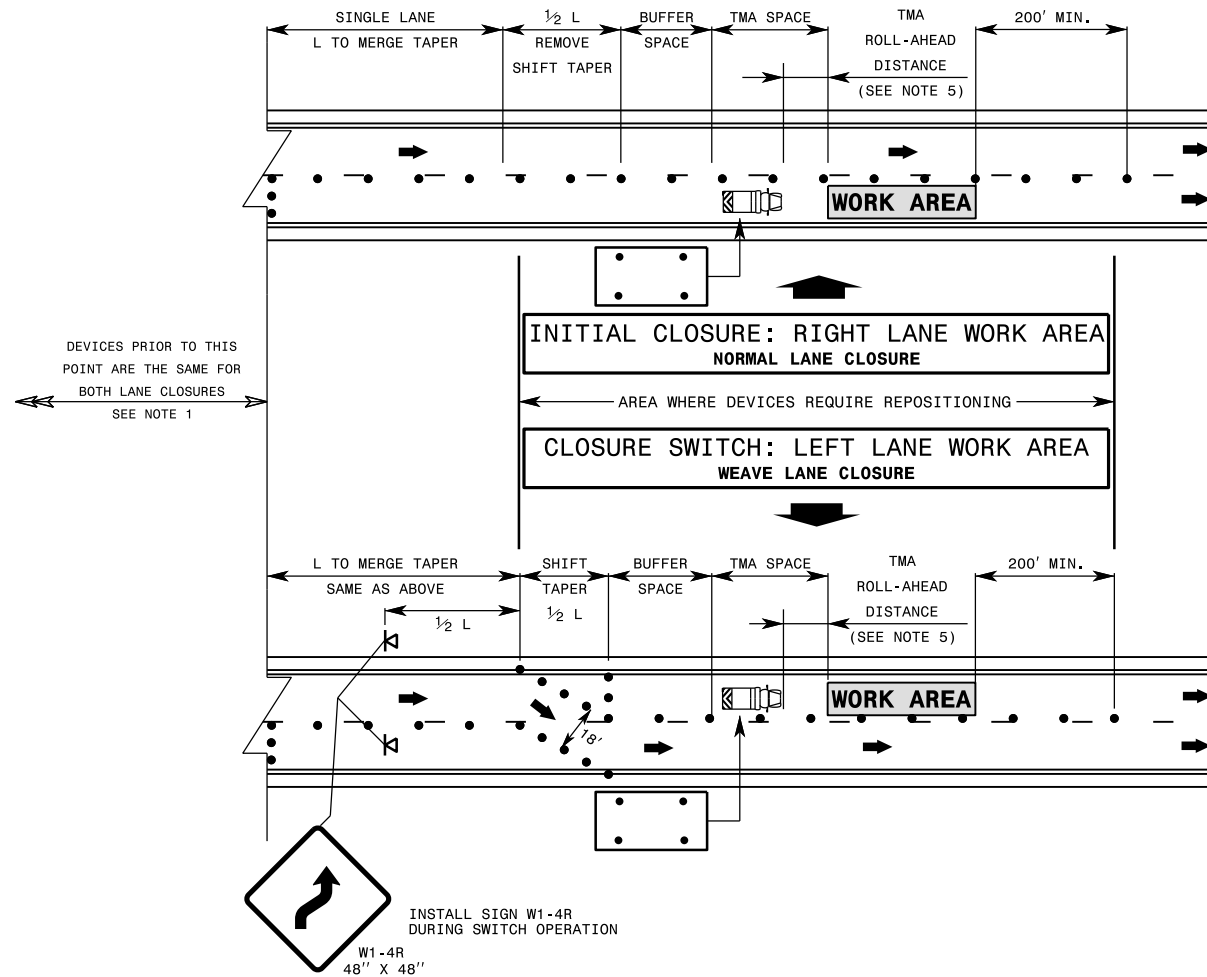 SINGLE LANE
L TO MERGE TAPER
½ L
REMOVE
SHIFT TAPER
BUFFER
SPACE
TMA SPACE
TMA
ROLL-AHEAD
DISTANCE
(SEE NOTE 5)
200' MIN.
WORK AREA
DEVICES PRIOR TO THIS
POINT ARE THE SAME FOR
BOTH LANE CLOSURES
SEE NOTE 1
INITIAL CLOSURE: RIGHT LANE WORK AREA
NORMAL LANE CLOSURE
AREA WHERE DEVICES REQUIRE REPOSITIONING
CLOSURE SWITCH: LEFT LANE WORK AREA
WEAVE LANE CLOSURE
L TO MERGE TAPER
SAME AS ABOVE
½ L
SHIFT
TAPER
½ L
BUFFER
SPACE
TMA SPACE
TMA
ROLL-AHEAD
DISTANCE
(SEE NOTE 5)
200' MIN.
WORK AREA
18'
INSTALL SIGN W1-4R
DURING SWITCH OPERATION
W1-4R
48" X 48"